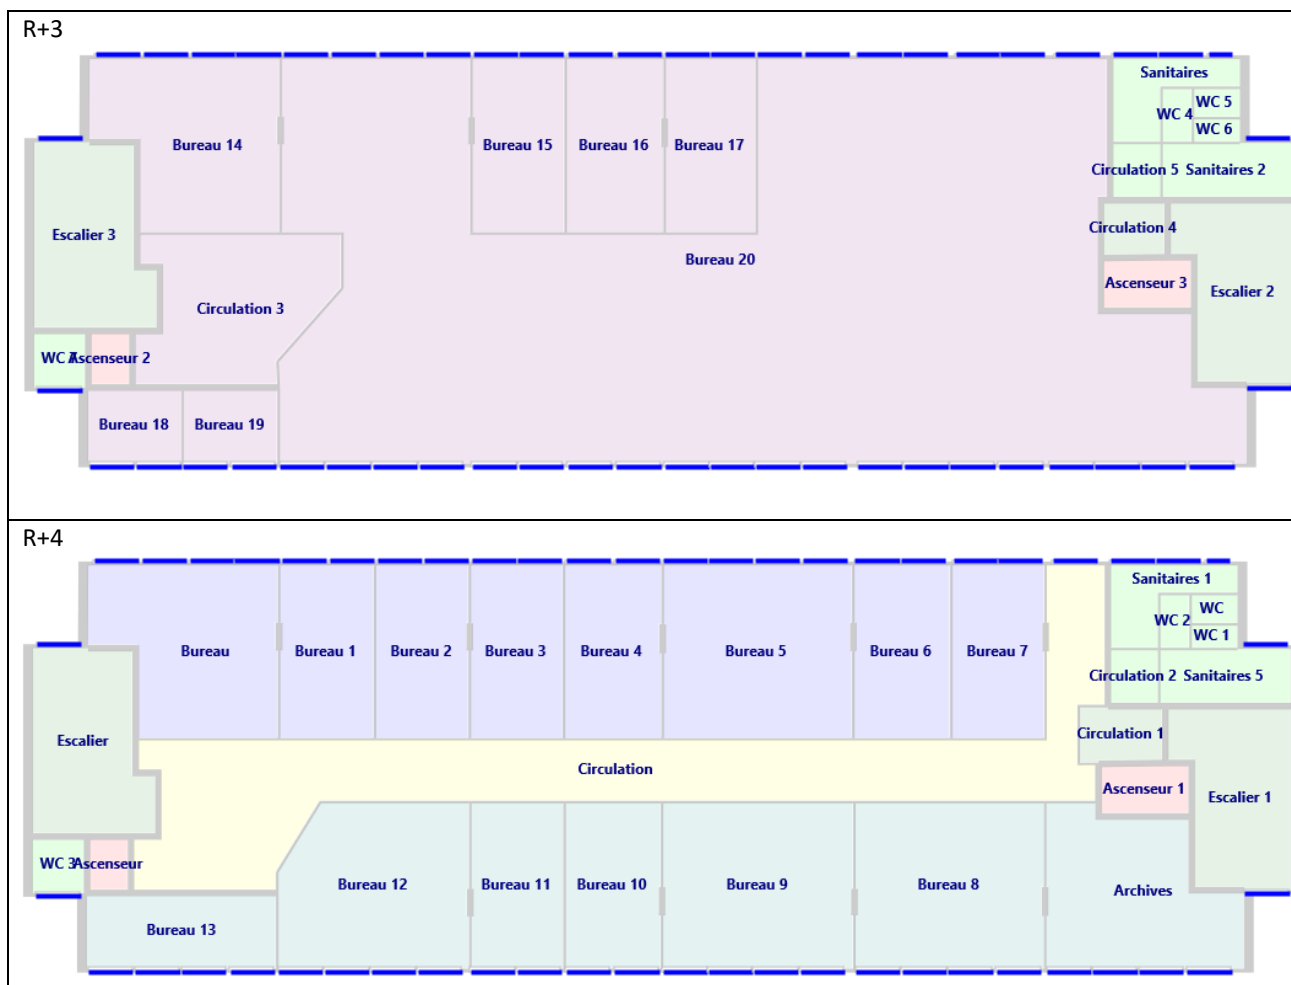 R+3
Sanitaires
WC 5
WC 4
WC 6
Bureau 14
Bureau 15
Bureau 16
Bureau 17
Circulation 5
Sanitaires 2
Escalier 3
Circulation 4
Bureau 20
Ascenseur 3
Escalier 2
Circulation 3
WC
Ascenseur 2
Bureau 18
Bureau 19
R+4
Sanitaires 1
WC
WC 2
WC 1
Bureau
Bureau 1
Bureau 2
Bureau 3
Bureau 4
Bureau 5
Bureau 6
Bureau 7
Circulation 2
Sanitaires 5
Escalier
Circulation 1
Circulation
Ascenseur 1
Escalier 1
WC 3
Ascenseur
Bureau 12
Bureau 11
Bureau 10
Bureau 9
Bureau 8
Archives
Bureau 13